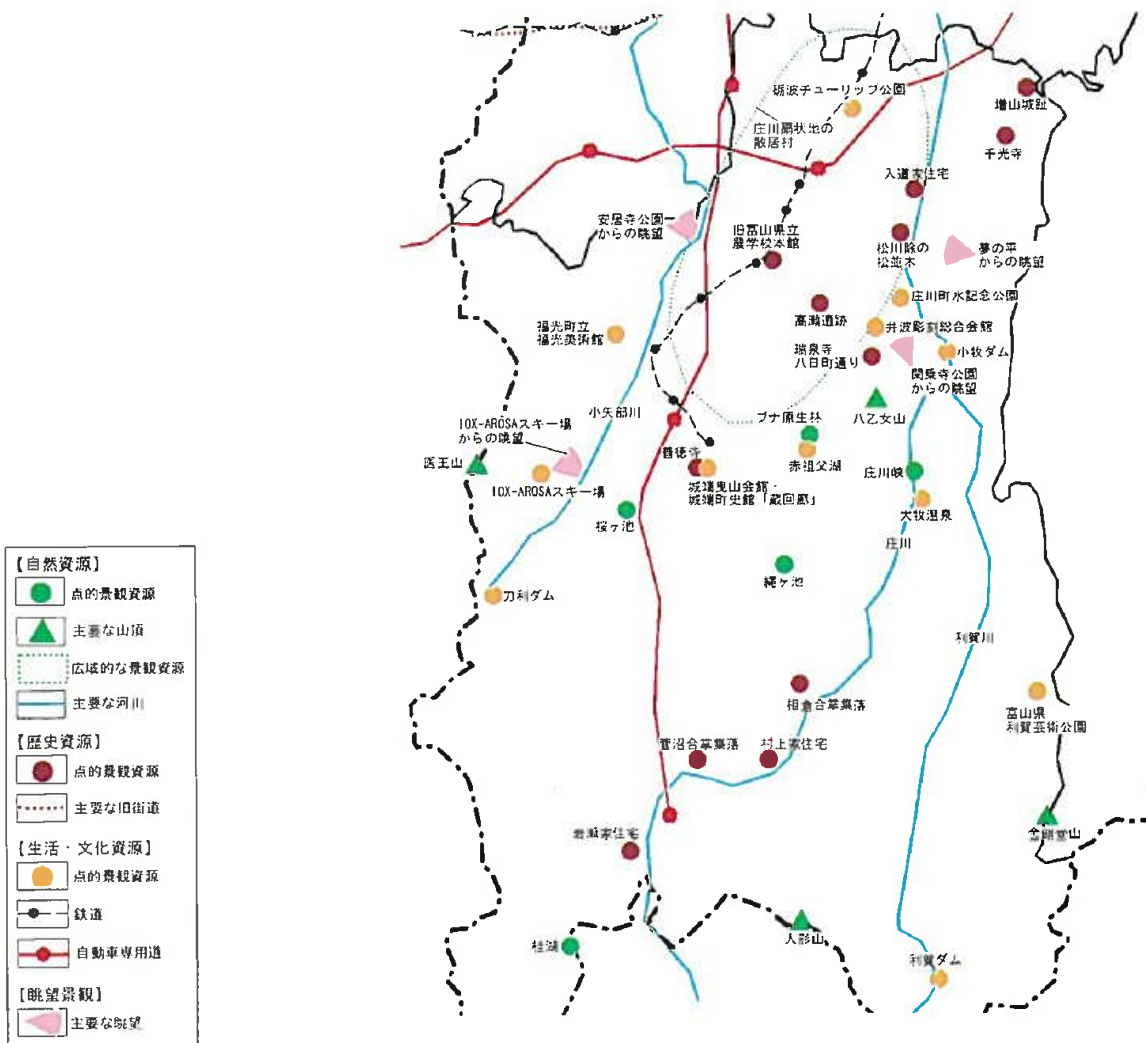 砺波チューリップ公園
増山城趾
庄川扇状地の
散居村
千光寺
入道家住宅
安居寺公園
からの眺望
旧富山県立
農学校本館
松川除の
松並木
夢の平
からの眺望
庄川町水記念公園
高瀬遺跡
井波彫刻総合会館
福光町立
福光美術館
瑞泉寺
八日町通り
小牧ダム
閑乗寺公園
からの眺望
小矢部川
ブナ原生林
八乙女山
IOX-AROSAスキー場
からの眺望
善徳寺
医王山
赤祖父湖
庄川峡
IOX-AROSAスキー場
城端曳山会館・
城端町史館「蔵回廊」
桜ヶ池
大牧温泉
庄川
縄ヶ池
刀利ダム
利賀川
相倉合掌集落
富山県
利賀芸術公園
菅沼合掌集落
村上家住宅
岩瀬家住宅
金剛堂山
人形山
桂湖
利賀ダム
【自然資源】
点的景観資源
主要な山頂
広域的な景観資源
主要な河川
【歴史資源】
点的景観資源
主要な旧街道
【生活・文化資源】
点的景観資源
鉄道
自動車専用道
【眺望景観】
主要な眺望